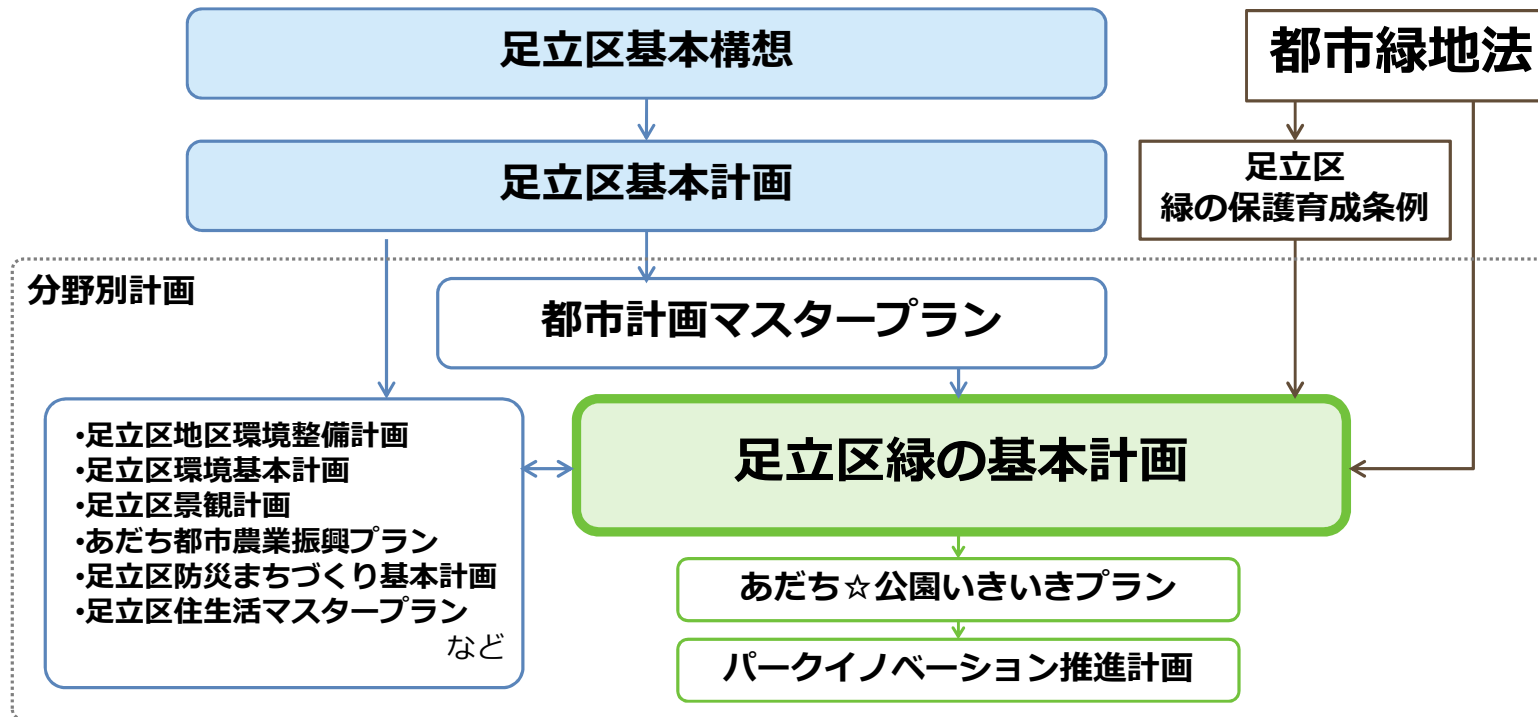 足立区基本構想
都市緑地法
足立区基本計画
足立区
緑の保護育成条例
分野別計画
都市計画マスタープラン
•足立区地区環境整備計画
•足立区環境基本計画
•足立区景観計画
•あだち都市農業振興プラン
•足立区防災まちづくり基本計画
•足立区住生活マスタープラン
など
足立区緑の基本計画
あだち☆公園いきいきプラン
パークイノベーション推進計画